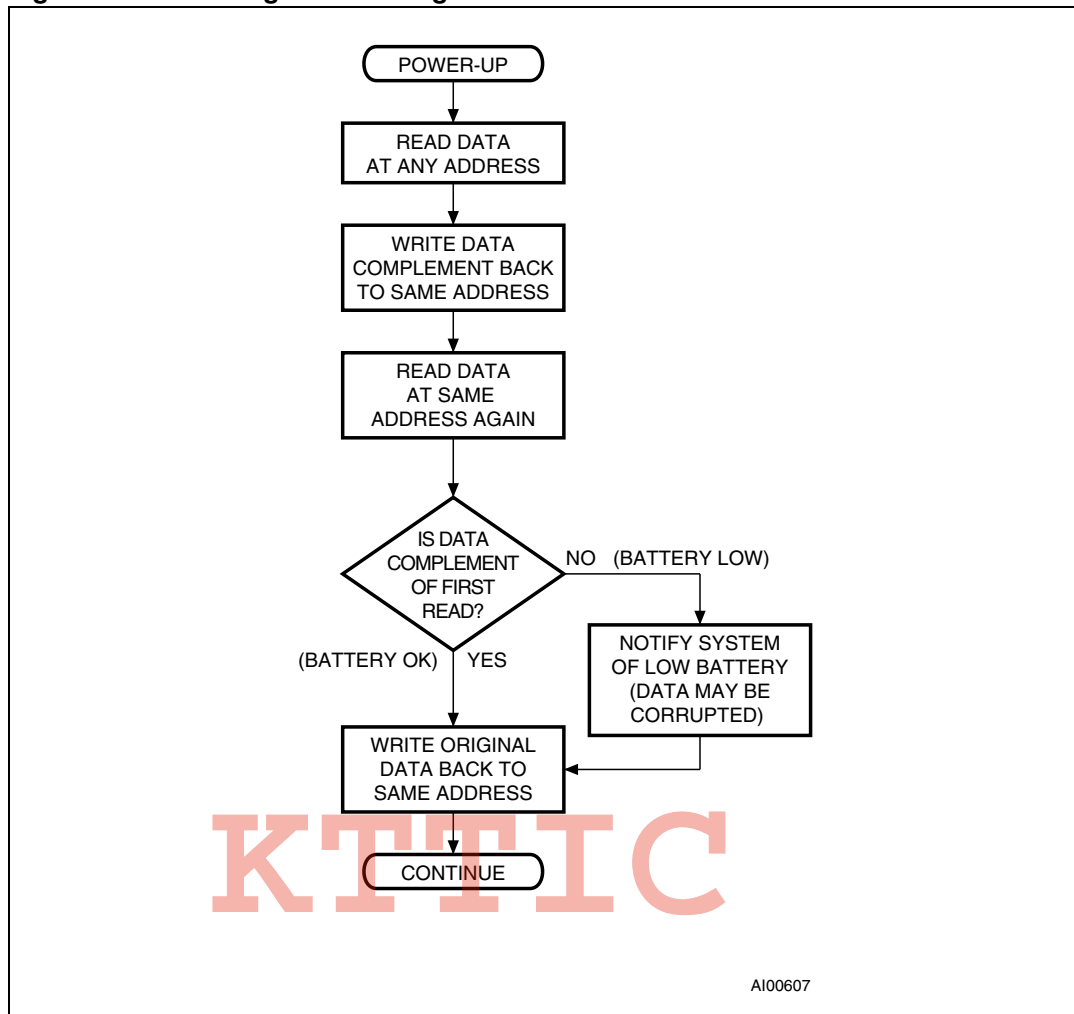 POWER-UP
READ DATA
AT ANY ADDRESS
WRITE DATA
COMPLEMENT BACK
TO SAME ADDRESS
READ DATA
AT SAME
ADDRESS AGAIN
IS DATA
COMPLEMENT
OF FIRST
READ?
NO (BATTERY LOW)
NOTIFY SYSTEM
OF LOW BATTERY
(DATA MAY BE
CORRUPTED)
(BATTERY OK) YES
WRITE ORIGINAL
DATA BACK TO
SAME ADDRESS
KTTIC
CONTINUE
AI00607